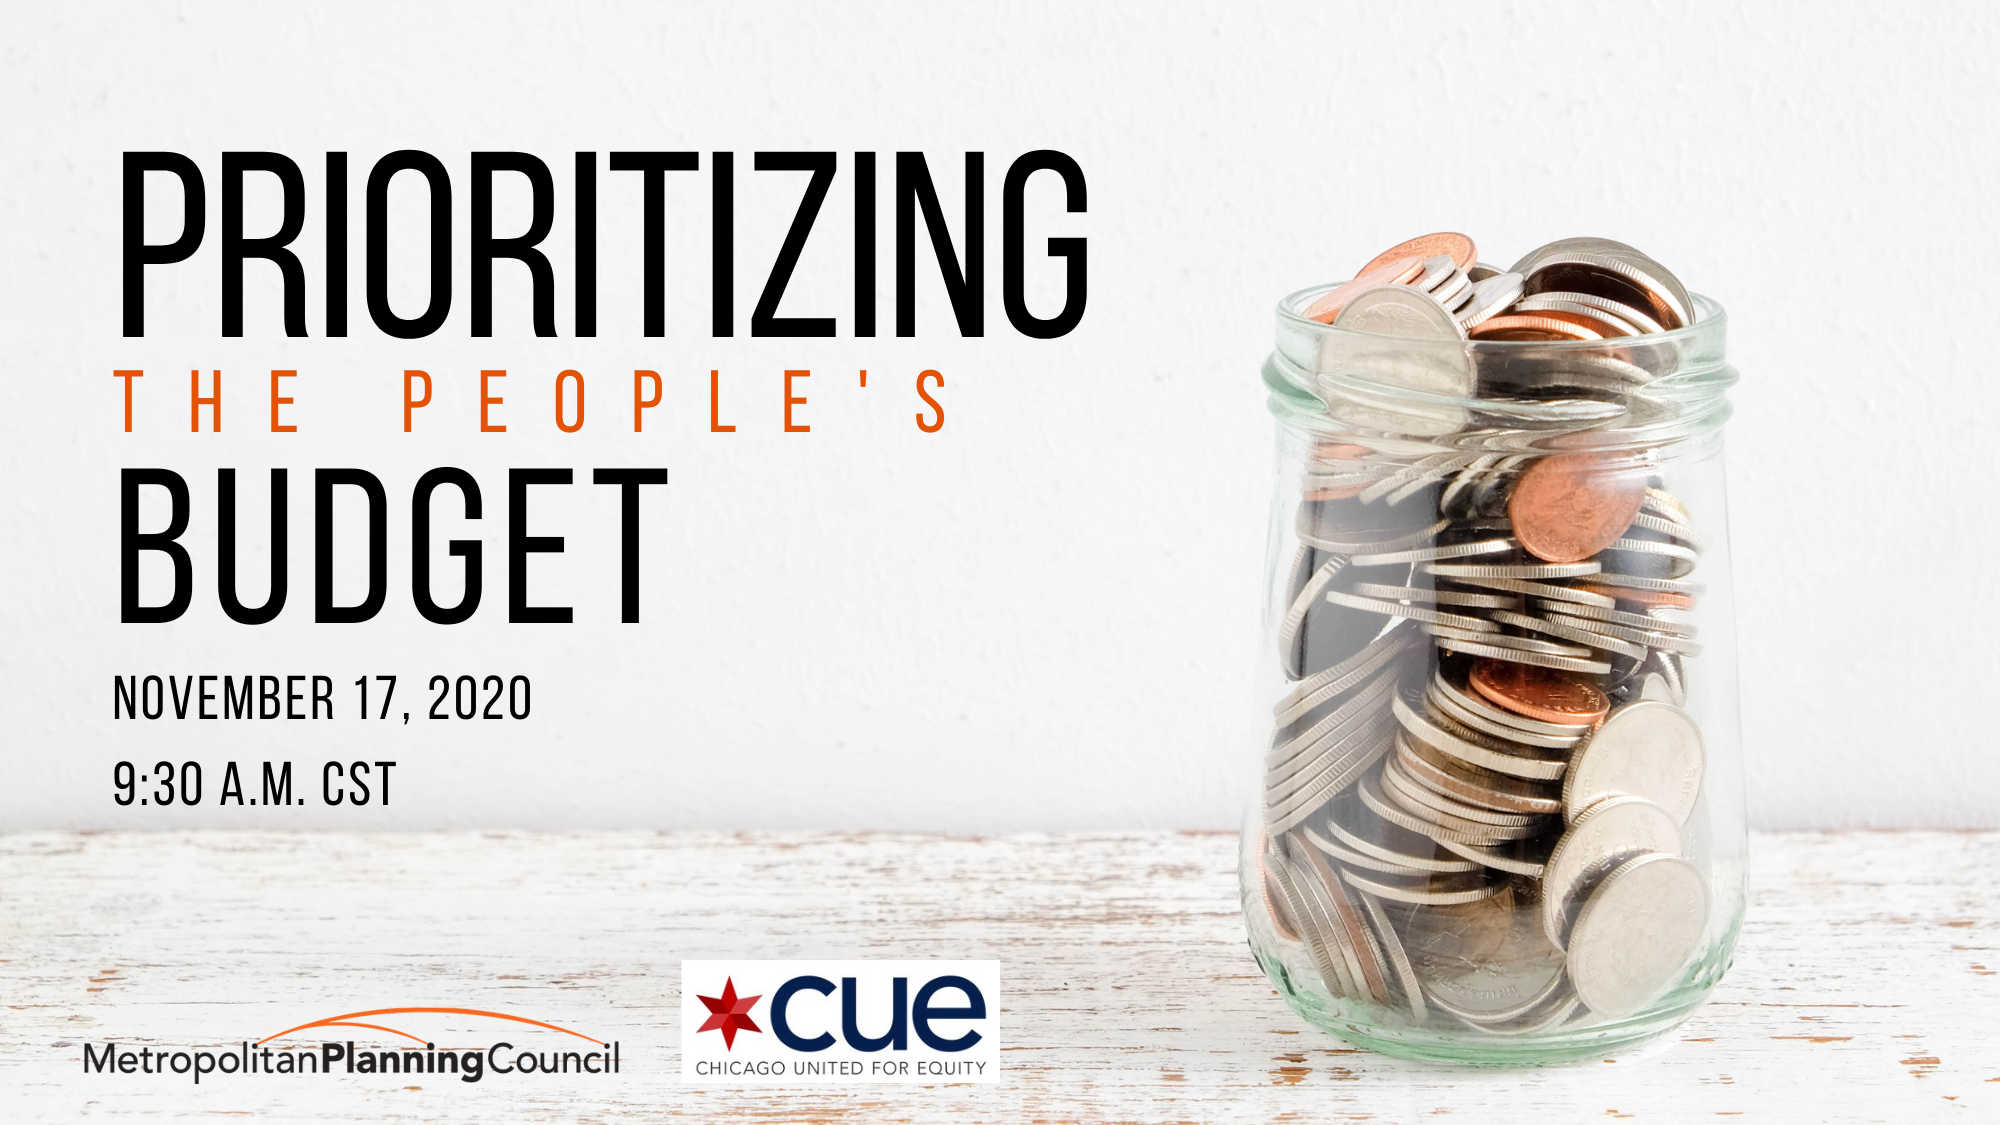 PRIORITIZING
THE PEOPLE'S
BUDGET
NOVEMBER 17, 2020
9:30 A.M. CST
MetropolitanPlanningCouncil
cue
CHICAGO UNITED FOR EQUITY